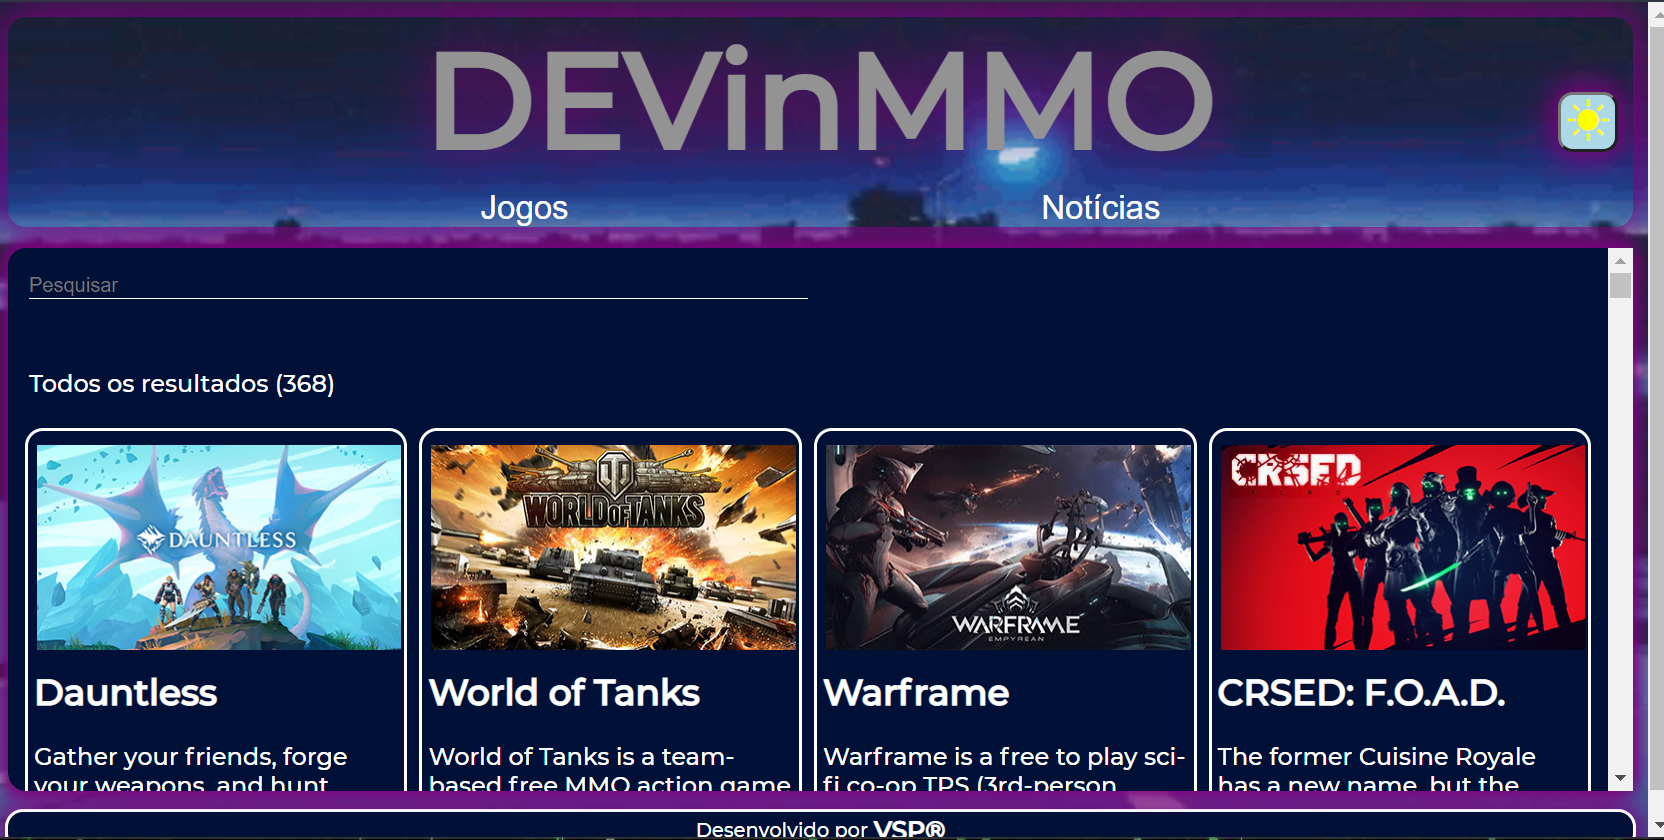 DEVinMMO
Jogos Notícias
Pesquisar
Todos os resultados (368)
DAUNTLESS
WORLD OF TANKS
WARFRAME
EMPYREAN
CRSED
F.O.A.D.
Dauntless
World of Tanks
Warframe
CRSED: F.O.A.D.
Gather your friends, forge
your weapons, and hunt
World of Tanks is a team-
based free MMO action game
Warframe is a free to play sci-
fi co-op TPS (3rd-person
The former Cuisine Royale
has a new name, but the
Desenvolvido por VSP®